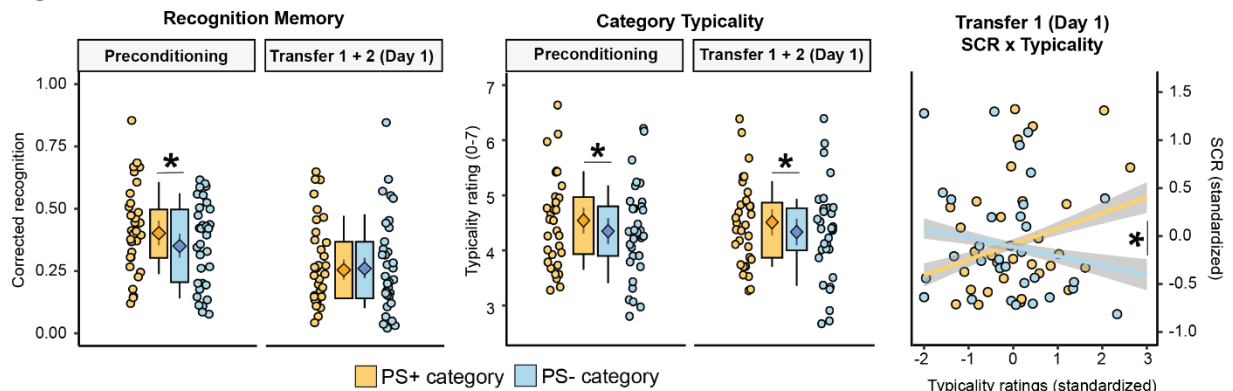 Recognition Memory
Preconditioning
Transfer 1 + 2 (Day 1)
Corrected recognition
1.00
0.75
0.50
0.25
0.00
*
Category Typicality
Preconditioning
Transfer 1 + 2 (Day 1)
Typicality rating (0-7)
7
6
5
4
3
*
*
Transfer 1 (Day 1)
SCR x Typicality
1.5
1.0
0.5
0.0
-0.5
-1.0
SCR (standardized)
*
-2 -1 0 1 2 3
Typicality ratings (standardized)
PS+ category PS- category